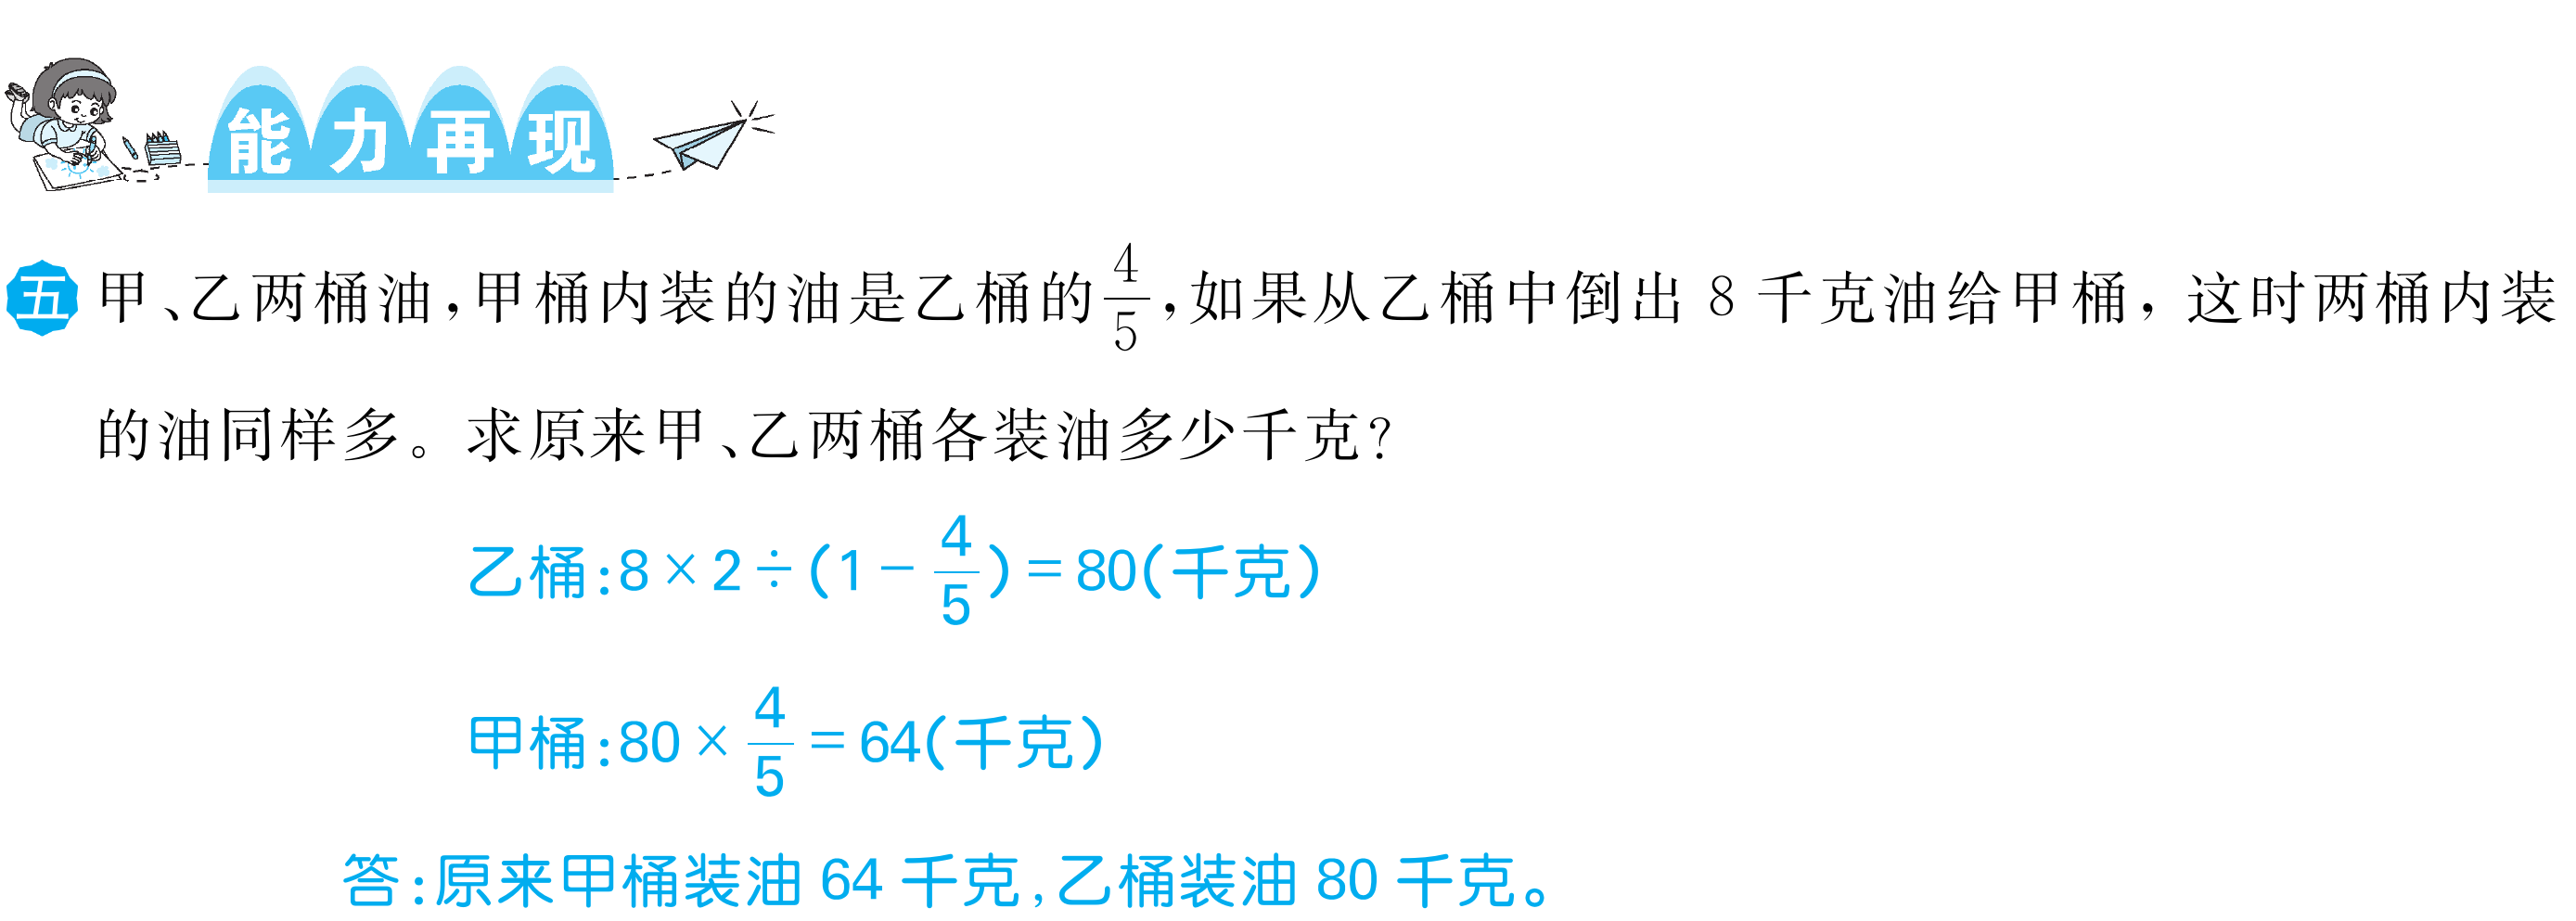 能力再现
五 甲、乙两桶油,甲桶内装的油是乙桶的4/5,如果从乙桶中倒出 8 千克油给甲桶,这时两桶内装
的油同样多。求原来甲、乙两桶各装油多少千克?
乙桶:8×2÷(1-4/5)=80(千克)
甲桶:80×4/5=64(千克)
答:原来甲桶装油 64 千克,乙桶装油 80 千克。